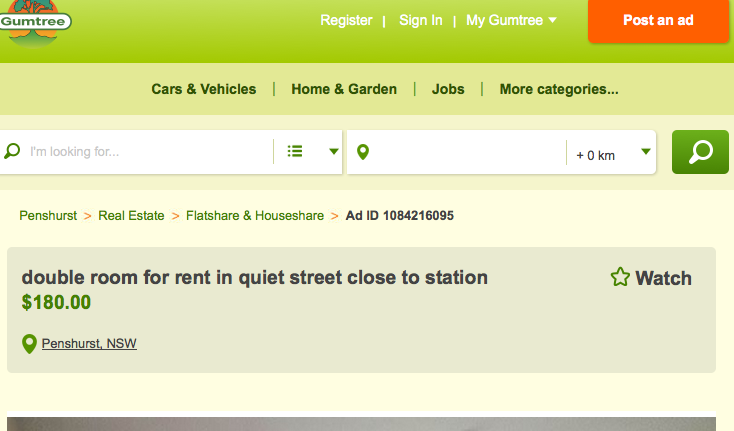 Gumtree
Register | Sign In | My Gumtree
Post an ad
Cars & Vehicles | Home & Garden | Jobs | More categories...
I'm looking for...
+ 0 km
Penshurst > Real Estate > Flatshare & Houseshare > Ad ID 1084216095
double room for rent in quiet street close to station
Watch
$180.00
Penshurst, NSW